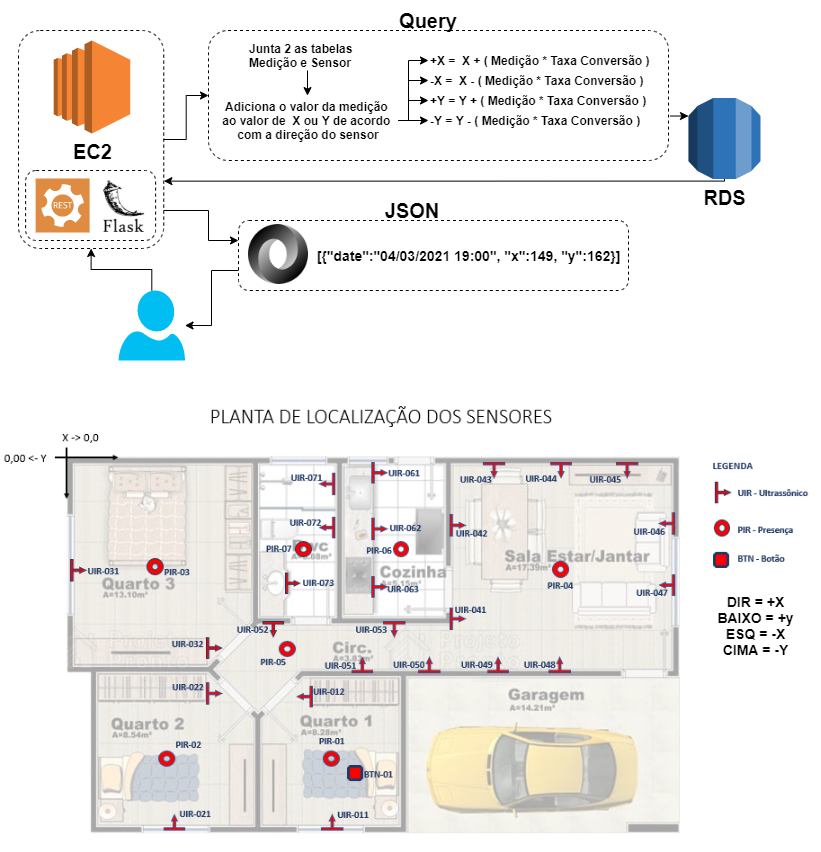 Query
Junta 2 as tabelas
Medição e Sensor
Adiciona o valor da medição
ao valor de X ou Y de acordo
com a direção do sensor
+X = X + ( Medição * Taxa Conversão )
-X = X - ( Medição * Taxa Conversão )
+Y = Y + ( Medição * Taxa Conversão )
-Y = Y - ( Medição * Taxa Conversão )
EC2
REST
Flask
RDS
JSON
[{"date":"04/03/2021 19:00", "x":149, "y":162}]
PLANTA DE LOCALIZAÇÃO DOS SENSORES
X -> 0,0
0,00 <- Y
UIR-071
UIR-061
UIR-043
UIR-044
UIR-045
UIR-072
UIR-062
UIR-042
UIR-046
PIR-07
PIR-06
wc
Sala Estar/Jantar
A=17.39m²
UIR-031
PIR-03
Quarto 3
A=13.10m²
Cozinha
A=5.15m²
PIR-04
UIR-073
UIR-063
UIR-047
UIR-041
UIR-052
UIR-053
UIR-032
PIR-05
Circ.
UIR-051
UIR-050
UIR-049
UIR-048
UIR-022
UIR-012
Garagem
A=14.21m²
Quarto 2
A=8.54m²
Quarto 1
A=8.28m²
PIR-02
PIR-01
BTN-01
UIR-021
UIR-011
LEGENDA
UIR - Ultrassônico
PIR - Presença
BTN - Botão
DIR = +X
BAIXO = +y
ESQ = -X
CIMA = -Y